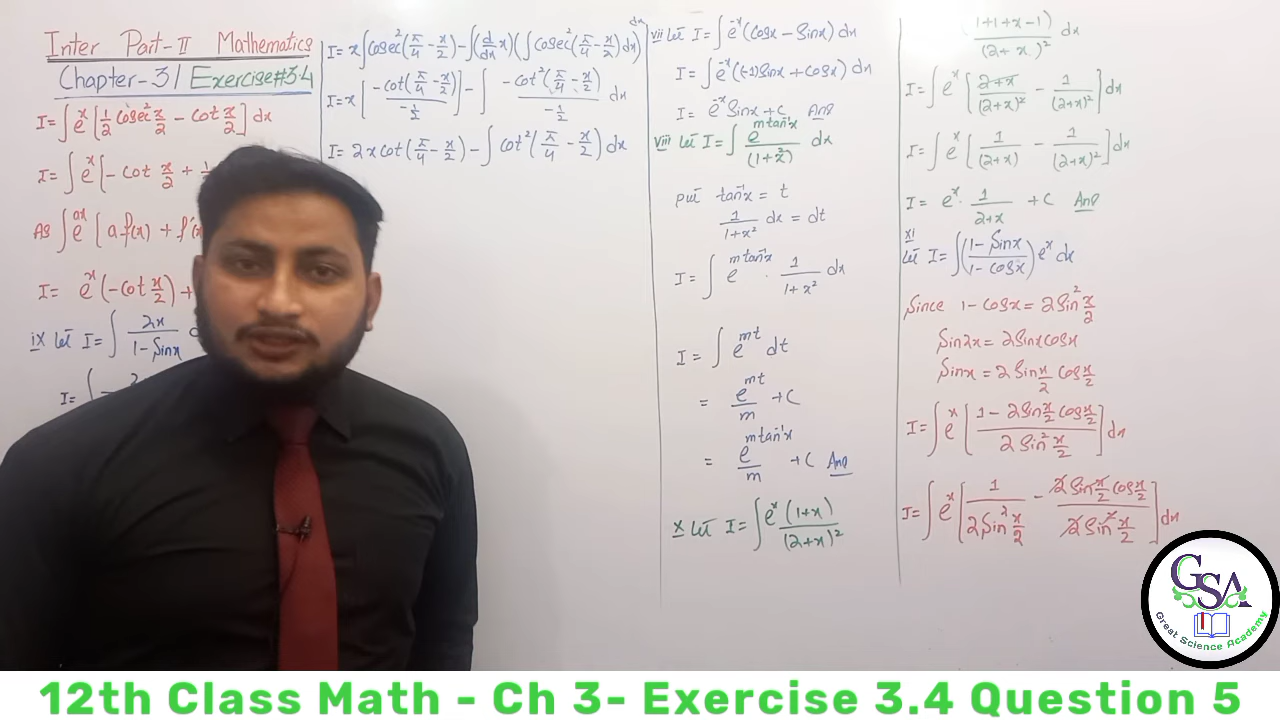 Inter Part-II Mathematics
Chapter-3 | Exercise#3.4
I = ∫ eˣ [ 1/2 cosec² x/2 - cot x/2 ] dx
I = ∫ eˣ [ - cot x/2 +
As ∫ eᵃˣ [ a f(x) +
I = eˣ (-cot x/2) +
ix Let I = ∫ 2x / (1 - Sinx)
I = ∫
I = x ∫ cosec² (π/4 - x/2) - ∫ (d/dx x) (∫ cosec² (π/4 - x/2) dx) dx
I = x [ -cot (π/4 - x/2) / -1/2 ] - ∫ -cot² (π/4 - x/2) / -1/2 dx
I = 2x cot (π/4 - x/2) - ∫ cot² (π/4 - x/2) dx
vii Let I = ∫ e⁻ˣ (cosx - Sinx) dx
I = ∫ e⁻ˣ ((-1) Sinx + cosx) dx
I = e⁻ˣ Sinx + C Ans
viii Let I = ∫ e^(m tan⁻¹x) / (1+x²) dx
put tan⁻¹x = t
1/(1+x²) dx = dt
I = ∫ e^(m tan⁻¹x) · 1/(1+x²) dx
I = ∫ eᵐᵗ dt
= eᵐᵗ/m + C
= e^(m tan⁻¹x)/m + C Ans
x Let I = ∫ eˣ (1+x) / (2+x)²
(1+1+x-1) / (2+x)² dx
I = ∫ eˣ [ (2+x)/(2+x)² - 1/(2+x)² ] dx
I = ∫ eˣ [ 1/(2+x) - 1/(2+x)² ] dx
I = eˣ · 1/(2+x) + C Ans
xi
Let I = ∫ ( (1 - Sinx)/(1 - cosx) ) eˣ dx
Since 1 - cosx = 2 Sin² x/2
Sin2x = 2 Sinx cosx
Sinx = 2 Sin x/2 cos x/2
I = ∫ eˣ [ (1 - 2 Sin x/2 cos x/2) / (2 Sin² x/2) ] dx
I = ∫ eˣ [ 1/(2 Sin² x/2) - (2 Sin x/2 cos x/2)/(2 Sin² x/2) ] dx
GSA
Great Science Academy
12th Class Math - Ch 3- Exercise 3.4 Question 5